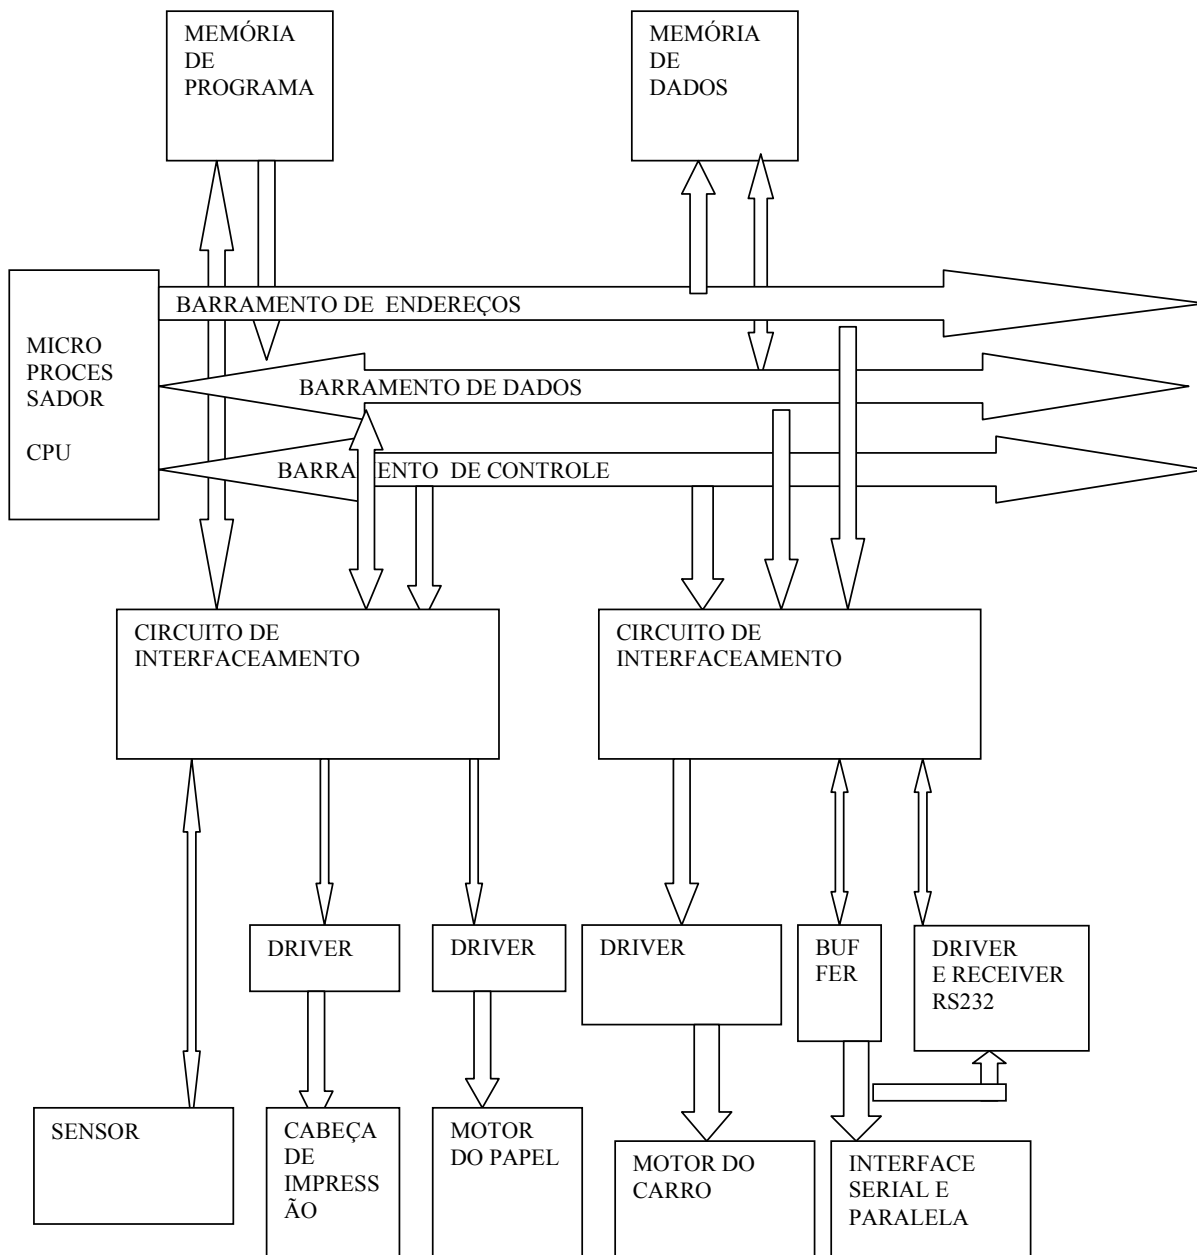 MEMÓRIA
DE
PROGRAMA
MEMÓRIA
DE
DADOS
BARRAMENTO DE ENDEREÇOS
MICRO
PROCES
SADOR
CPU
BARRAMENTO DE DADOS
BARRAMENTO DE CONTROLE
CIRCUITO DE
INTERFACEAMENTO
CIRCUITO DE
INTERFACEAMENTO
DRIVER
DRIVER
DRIVER
BUF
FER
DRIVER
E RECEIVER
RS232
SENSOR
CABEÇA
DE
IMPRESS
ÃO
MOTOR
DO PAPEL
MOTOR DO
CARRO
INTERFACE
SERIAL E
PARALELA